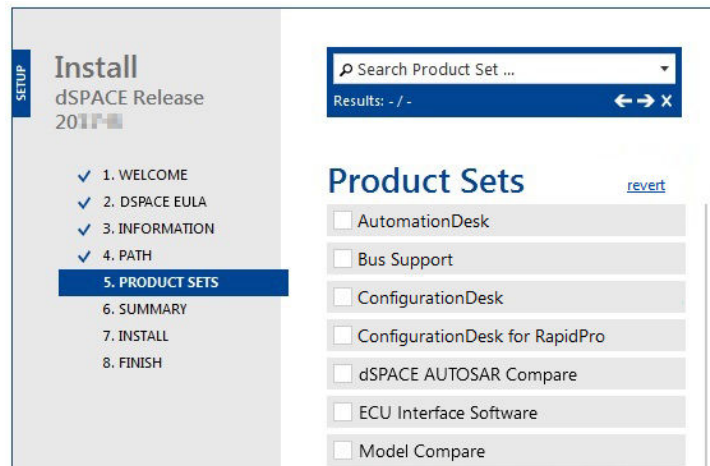 SETUP
Install
dSPACE Release
20
1. WELCOME
2. DSPACE EULA
3. INFORMATION
4. PATH
5. PRODUCT SETS
6. SUMMARY
7. INSTALL
8. FINISH
Search Product Set ...
Results: - / -
Product Sets
revert
AutomationDesk
Bus Support
ConfigurationDesk
ConfigurationDesk for RapidPro
dSPACE AUTOSAR Compare
ECU Interface Software
Model Compare